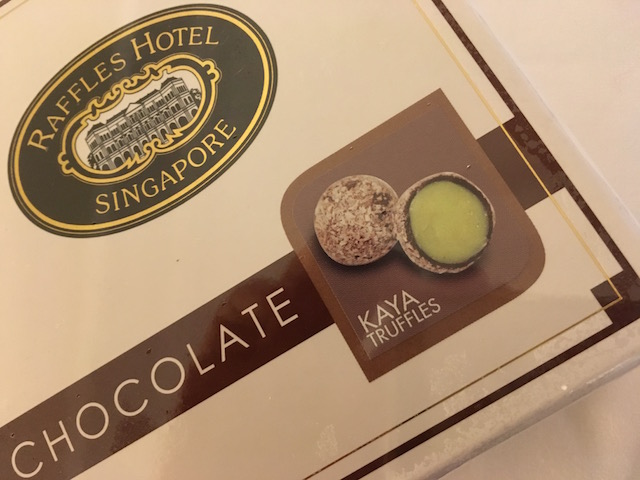 RAFFLES HOTEL
SINGAPORE
CHOCOLATE
KAYA
TRUFFLES